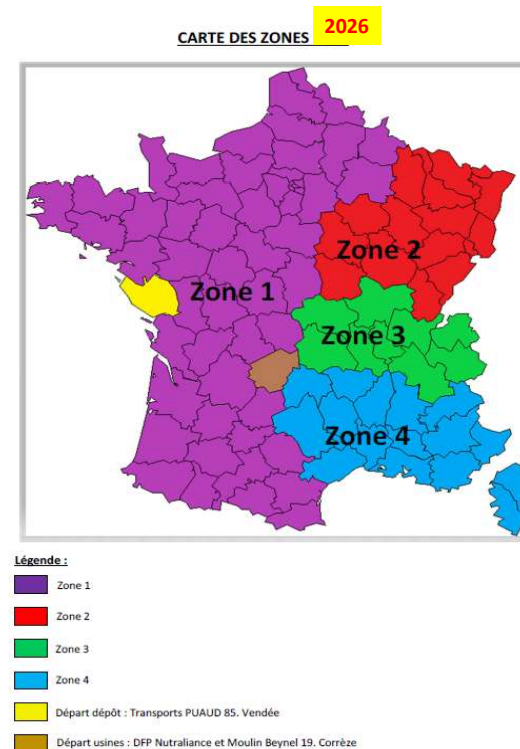 2026
CARTE DES ZONES
Zone 2
Zone 1
Zone 3
Zone 4
Légende :
Zone 1
Zone 2
Zone 3
Zone 4
Départ dépôt : Transports PUAUD 85. Vendée
Départ usines : DFP Nutraliance et Moulin Beynel 19. Corrèze